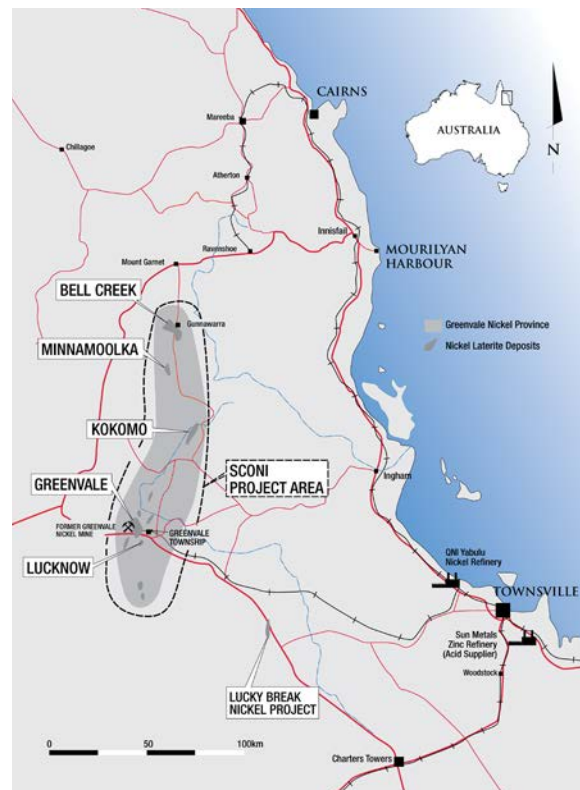 CAIRNS
Mareeba
Chillagoe
AUSTRALIA
N
Atherton
Innisfail
Ravenshoe
MOURILYAN
HARBOUR
Mount Garnet
BELL CREEK
Gunnawarra
Greenvale Nickel Province
Nickel Laterite Deposits
MINNAMOOLKA
KOKOMO
SCONI
PROJECT AREA
Ingham
GREENVALE
FORMER GREENVALE
NICKEL MINE
GREENVALE
TOWNSHIP
LUCKNOW
QNI Yabulu
Nickel Refinery
TOWNSVILLE
Sun Metals
Zinc Refinery
(Acid Supplier)
Woodstock
LUCKY BREAK
NICKEL PROJECT
0 50 100km
Charters Towers